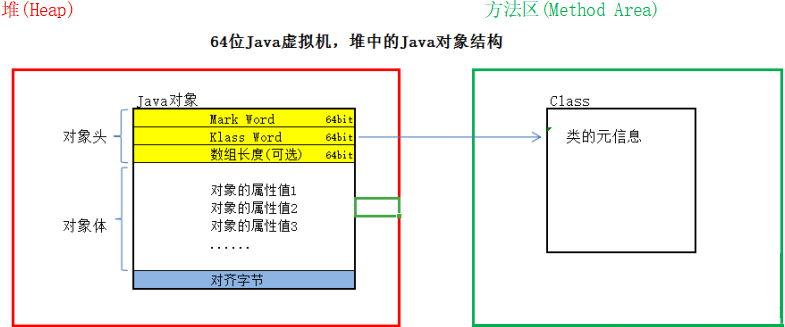 堆(Heap)
方法区(Method Area)
64位Java虚拟机，堆中的Java对象结构
Java对象
Class
对象头
Mark Word 64bit
Klass Word 64bit
数组长度(可选) 64bit
类的元信息
对象体
对象的属性值1
对象的属性值2
对象的属性值3
......
对齐字节